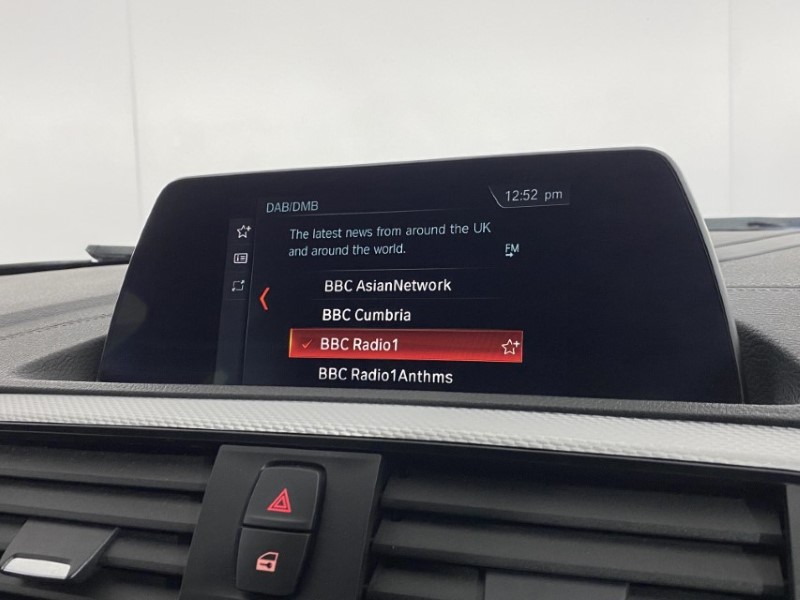 DAB/DMB
12:52 pm
The latest news from around the UK
and around the world.
FM
BBC AsianNetwork
BBC Cumbria
BBC Radio1
BBC Radio1Anthms